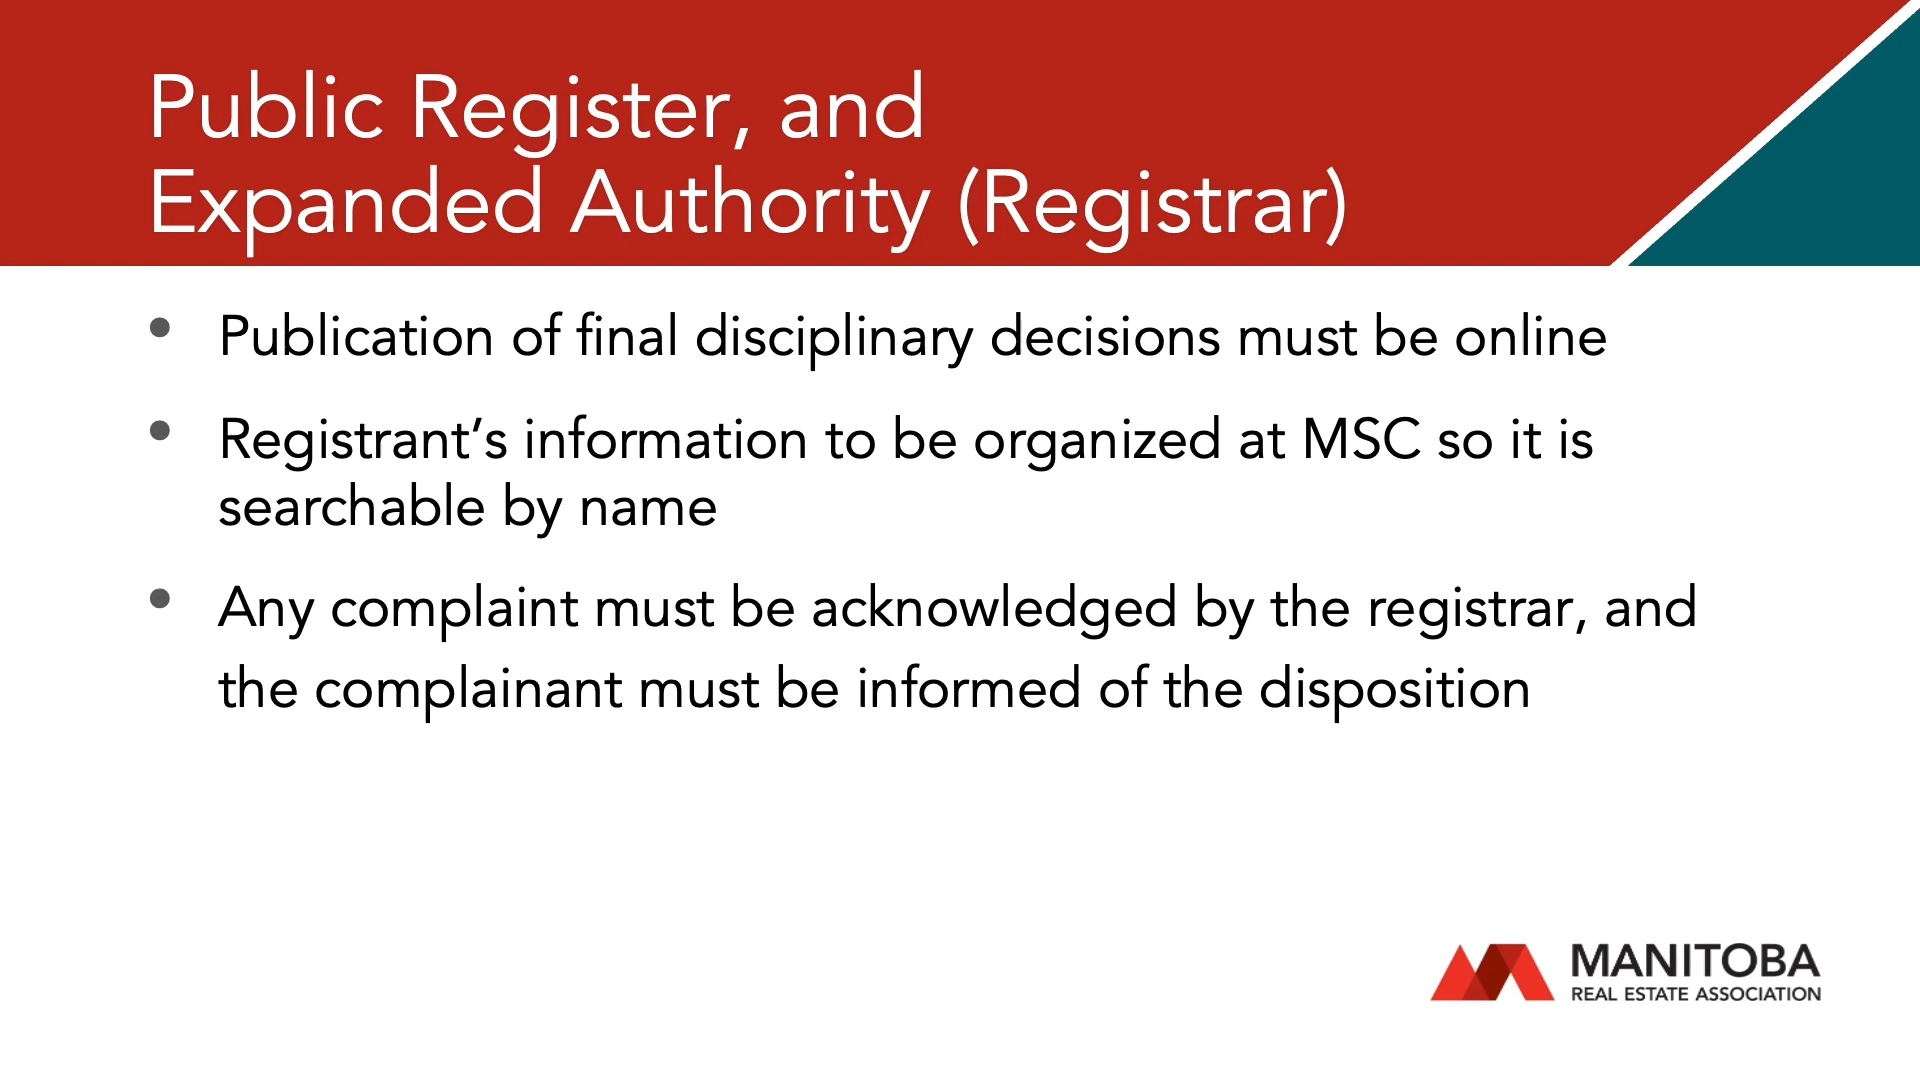 Public Register, and
Expanded Authority (Registrar)
• Publication of final disciplinary decisions must be online
• Registrant’s information to be organized at MSC so it is
searchable by name
• Any complaint must be acknowledged by the registrar, and
the complainant must be informed of the disposition
MANITOBA
REAL ESTATE ASSOCIATION